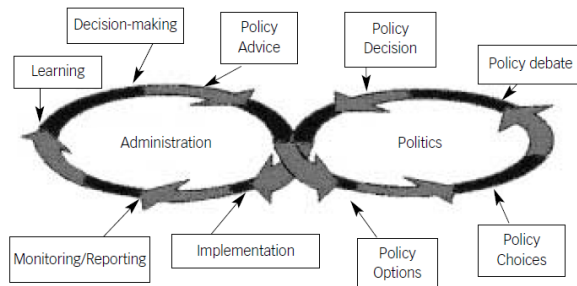 Decision-making
Policy
Advice
Policy
Decision
Policy debate
Learning
Administration
Politics
Monitoring/Reporting
Implementation
Policy
Options
Policy
Choices